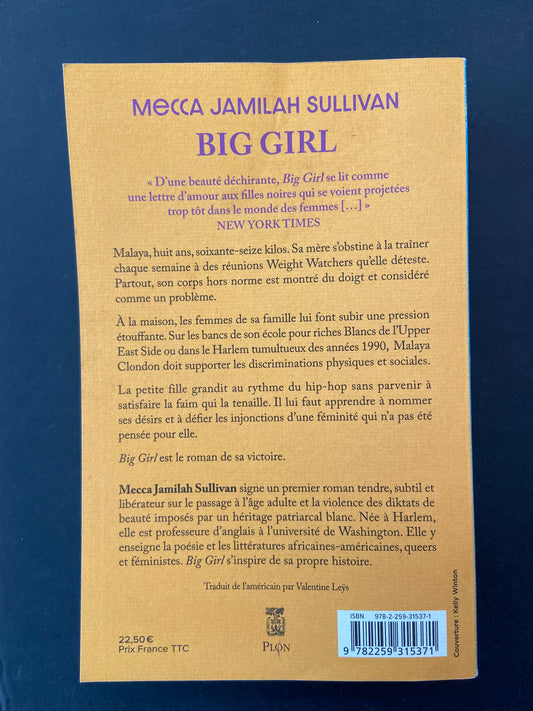 MECCA JAMILAH SULLIVAN
BIG GIRL
« D'une beauté déchirante, Big Girl se lit comme
une lettre d'amour aux filles noires qui se voient projetées
trop tôt dans le monde des femmes [...] »
NEW YORK TIMES
Malaya, huit ans, soixante-seize kilos. Sa mère s'obstine à la traîner
chaque semaine à des réunions Weight Watchers qu'elle déteste.
Partout, son corps hors norme est montré du doigt et considéré
comme un problème.
À la maison, les femmes de sa famille lui font subir une pression
étouffante. Sur les bancs de son école pour riches Blancs de l'Upper
East Side ou dans le Harlem tumultueux des années 1990, Malaya
Clondon doit supporter les discriminations physiques et sociales.
La petite fille grandit au rythme du hip-hop sans parvenir à
satisfaire la faim qui la tenaille. Il lui faut apprendre à nommer
ses désirs et à défier les injonctions d'une féminité qui n'a pas été
pensée pour elle.
Big Girl est le roman de sa victoire.
Mecca Jamilah Sullivan signe un premier roman tendre, subtil et
libérateur sur le passage à l'âge adulte et la violence des diktats de
beauté imposés par un héritage patriarcal blanc. Née à Harlem,
elle est professeure d'anglais à l'université de Washington. Elle y
enseigne la poésie et les littératures africaines-américaines, queers
et féministes. Big Girl s'inspire de sa propre histoire.
Traduit de l'américain par Valentine Leÿs
22,50 €
Prix France TTC
PLON
ISBN 978-2-259-31537-1
9 782259 315371
Couverture : Kelly Winton